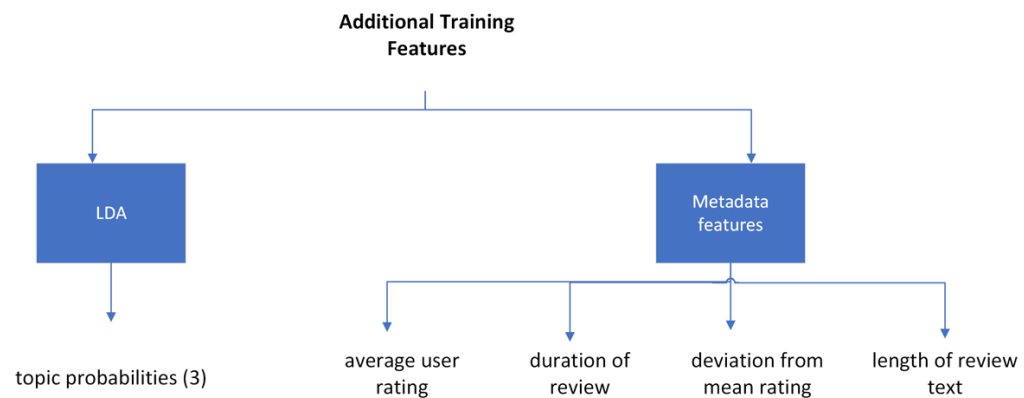 Additional Training
Features
LDA
Metadata
features
topic probabilities (3)
average user
rating
duration of
review
deviation from
mean rating
length of review
text